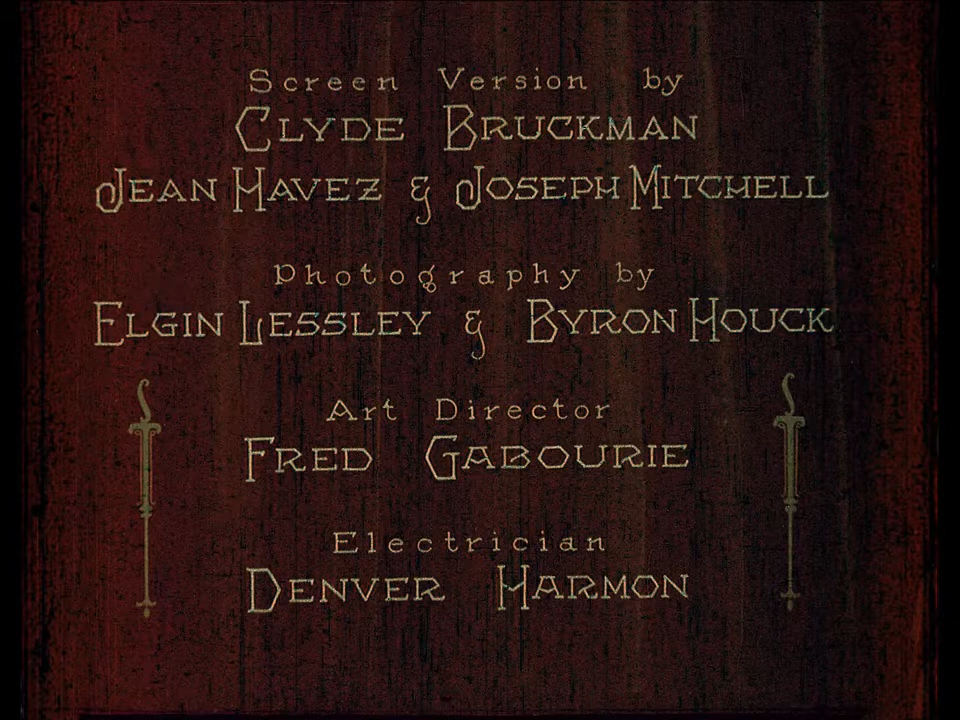 Screen Version by
CLYDE BRUCKMAN
JEAN HAVEZ & JOSEPH MITCHELL
Photography by
ELGIN LESSLEY & BYRON HOUCK
Art Director
FRED GABOURIE
Electrician
DENVER HARMON